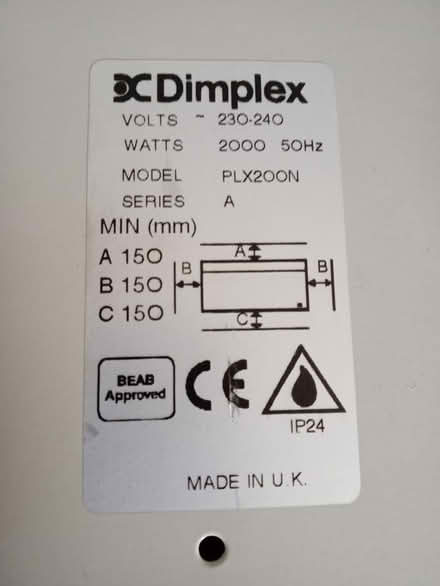 Dimplex
VOLTS ~ 230-240
WATTS 2000 50Hz
MODEL PLX200N
SERIES A
MIN (mm)
A 150
B 150
C 150
A
B B
C
BEAB
Approved
CE
IP24
MADE IN U.K.